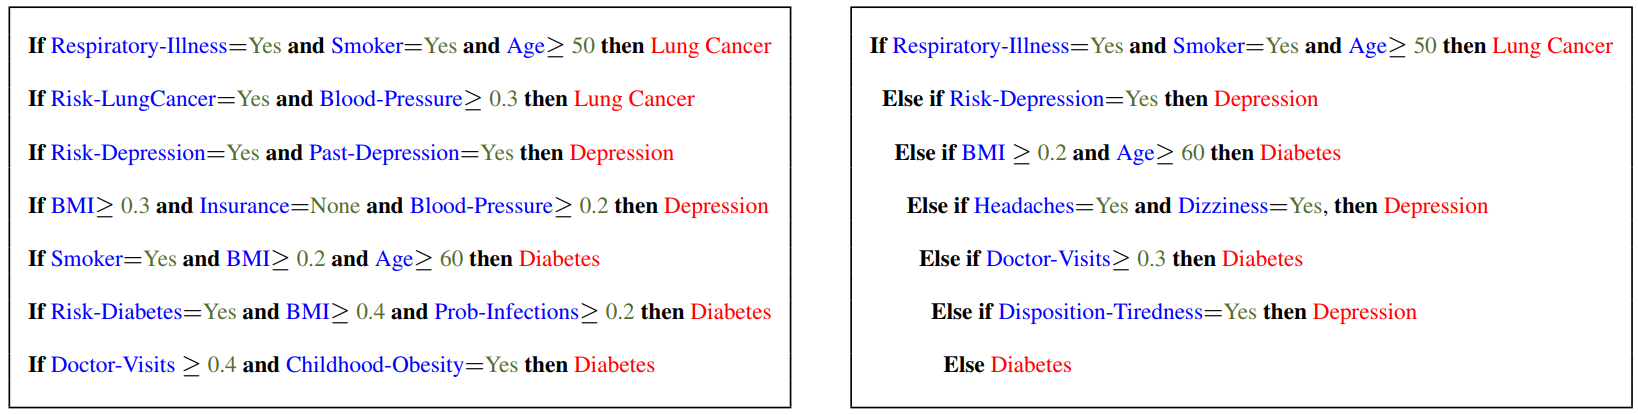 If Respiratory-Illness=Yes and Smoker=Yes and Age≥ 50 then Lung Cancer
If Risk-LungCancer=Yes and Blood-Pressure≥ 0.3 then Lung Cancer
If Risk-Depression=Yes and Past-Depression=Yes then Depression
If BMI≥ 0.3 and Insurance=None and Blood-Pressure≥ 0.2 then Depression
If Smoker=Yes and BMI≥ 0.2 and Age≥ 60 then Diabetes
If Risk-Diabetes=Yes and BMI≥ 0.4 and Prob-Infections≥ 0.2 then Diabetes
If Doctor-Visits ≥ 0.4 and Childhood-Obesity=Yes then Diabetes
If Respiratory-Illness=Yes and Smoker=Yes and Age≥ 50 then Lung Cancer
Else if Risk-Depression=Yes then Depression
Else if BMI ≥ 0.2 and Age≥ 60 then Diabetes
Else if Headaches=Yes and Dizziness=Yes, then Depression
Else if Doctor-Visits≥ 0.3 then Diabetes
Else if Disposition-Tiredness=Yes then Depression
Else Diabetes